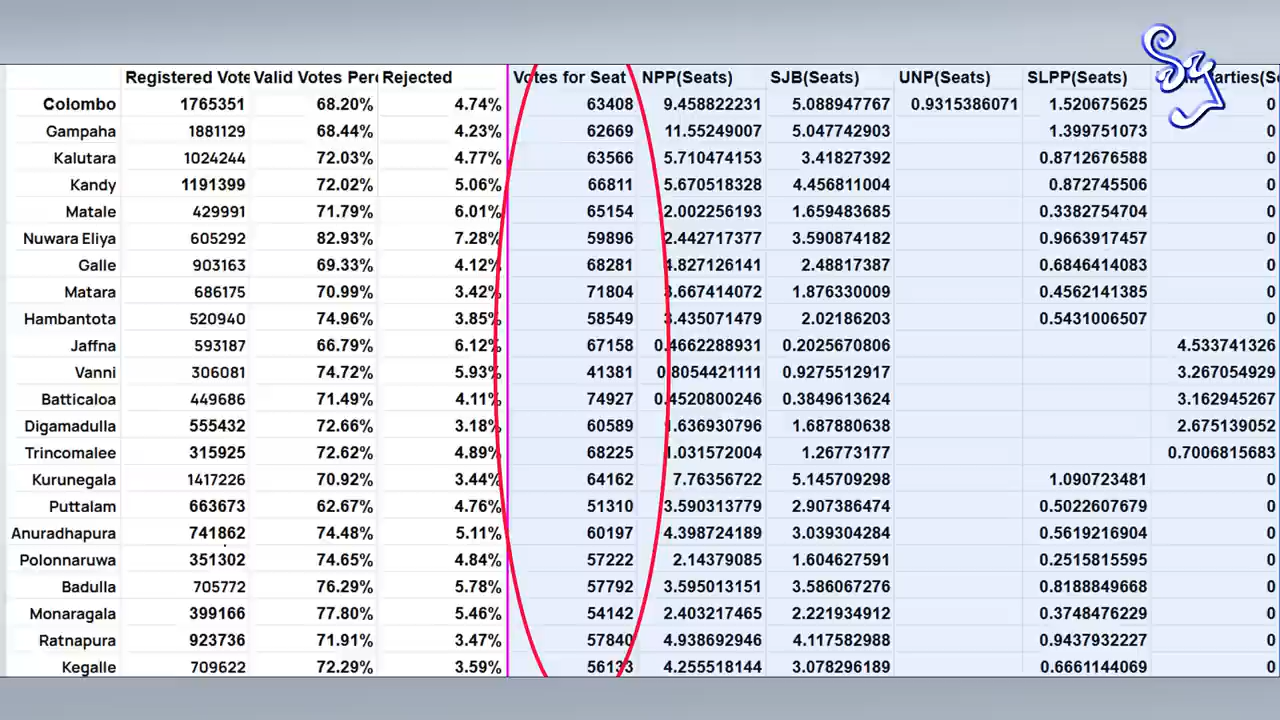 Registered Vote Valid Votes Per Rejected Votes for Seat NPP(Seats) SJB(Seats) UNP(Seats) SLPP(Seats)
Colombo 1765351 68.20% 4.74% 63408 9.458822231 5.088947767 0.9315386071 1.520675625 0
Gampaha 1881129 68.44% 4.23% 62669 11.55249007 5.047742903 1.399751073 0
Kalutara 1024244 72.03% 4.77% 63566 5.710474153 3.41827392 0.8712676588 0
Kandy 1191399 72.02% 5.06% 66811 5.670518328 4.456811004 0.872745506 0
Matale 429991 71.79% 6.01% 65154 2.002256193 1.659483685 0.3382754704 0
Nuwara Eliya 605292 82.93% 7.28% 59896 2.442717377 3.590874182 0.9663917457 0
Galle 903163 69.33% 4.12% 68281 4.827126141 2.48817387 0.6846414083 0
Matara 686175 70.99% 3.42% 71804 3.667414072 1.876330009 0.4562141385 0
Hambantota 520940 74.96% 3.85% 58549 3.435071479 2.02186203 0.5431006507 0
Jaffna 593187 66.79% 6.12% 67158 0.4662288931 0.2025670806 4.533741326
Vanni 306081 74.72% 5.93% 41381 0.8054421111 0.9275512917 3.267054929
Batticaloa 449686 71.49% 4.11% 74927 0.4520800246 0.3849613624 3.162945267
Digamadulla 555432 72.66% 3.18% 60589 1.636930796 1.687880638 2.675139052
Trincomalee 315925 72.62% 4.89% 68225 1.031572004 1.26773177 0.7006815683
Kurunegala 1417226 70.92% 3.44% 64162 7.76356722 5.145709298 1.090723481 0
Puttalam 663673 62.67% 4.76% 51310 3.590313779 2.907386474 0.5022607679 0
Anuradhapura 741862 74.48% 5.11% 60197 4.398724189 3.039304284 0.5619216904 0
Polonnaruwa 351302 74.65% 4.84% 57222 2.14379085 1.604627591 0.2515815595 0
Badulla 705772 76.29% 5.78% 57792 3.595013151 3.586067276 0.8188849668 0
Monaragala 399166 77.80% 5.46% 54142 2.403217465 2.221934912 0.3748476229 0
Ratnapura 923736 71.91% 3.47% 57840 4.938692946 4.117582988 0.9437932227 0
Kegalle 709622 72.29% 3.59% 56133 4.255518144 3.078296189 0.6661144069 0